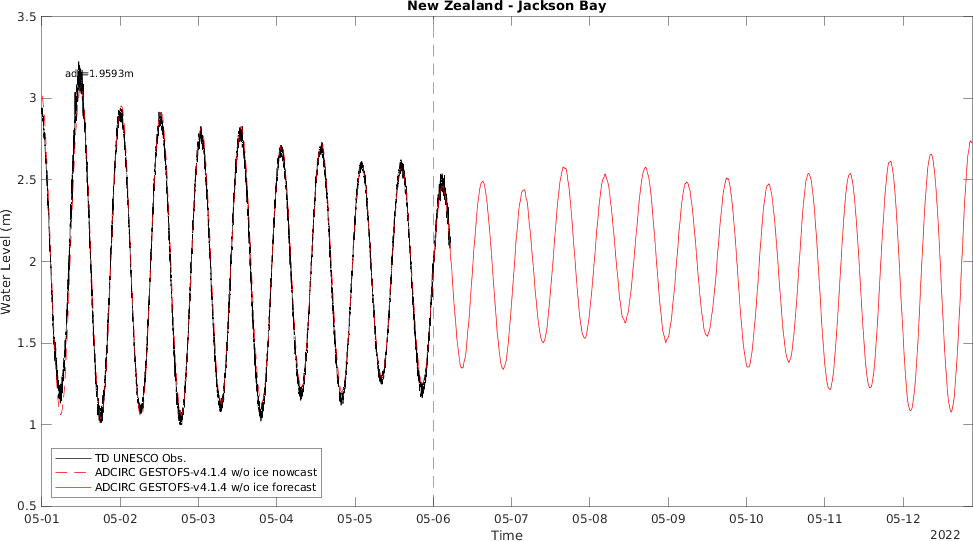 New Zealand - Jackson Bay
3.5
3
2.5
2
1.5
1
0.5
Water Level (m)
adj=1.9593m
TD UNESCO Obs.
ADCIRC GESTOFS-v4.1.4 w/o ice nowcast
ADCIRC GESTOFS-v4.1.4 w/o ice forecast
05-01 05-02 05-03 05-04 05-05 05-06 05-07 05-08 05-09 05-10 05-11 05-12
Time
2022